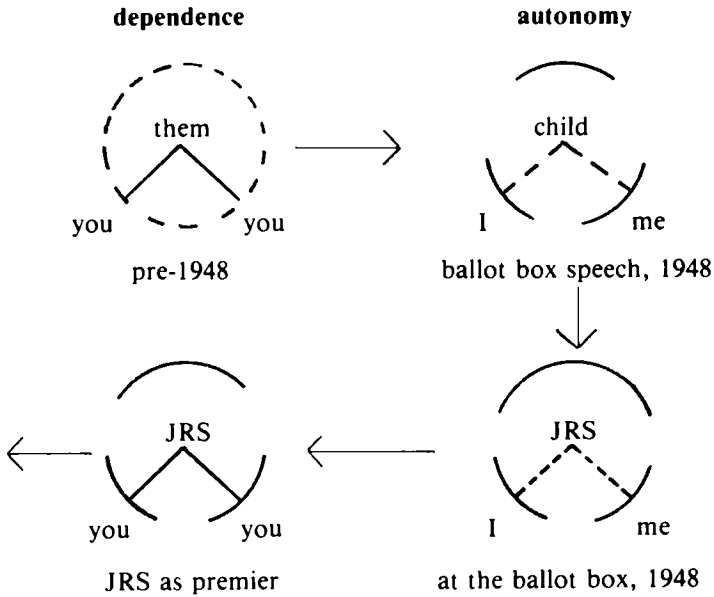 dependence autonomy
them child
you you I me
pre-1948 ballot box speech, 1948
JRS JRS
you you I me
JRS as premier at the ballot box, 1948